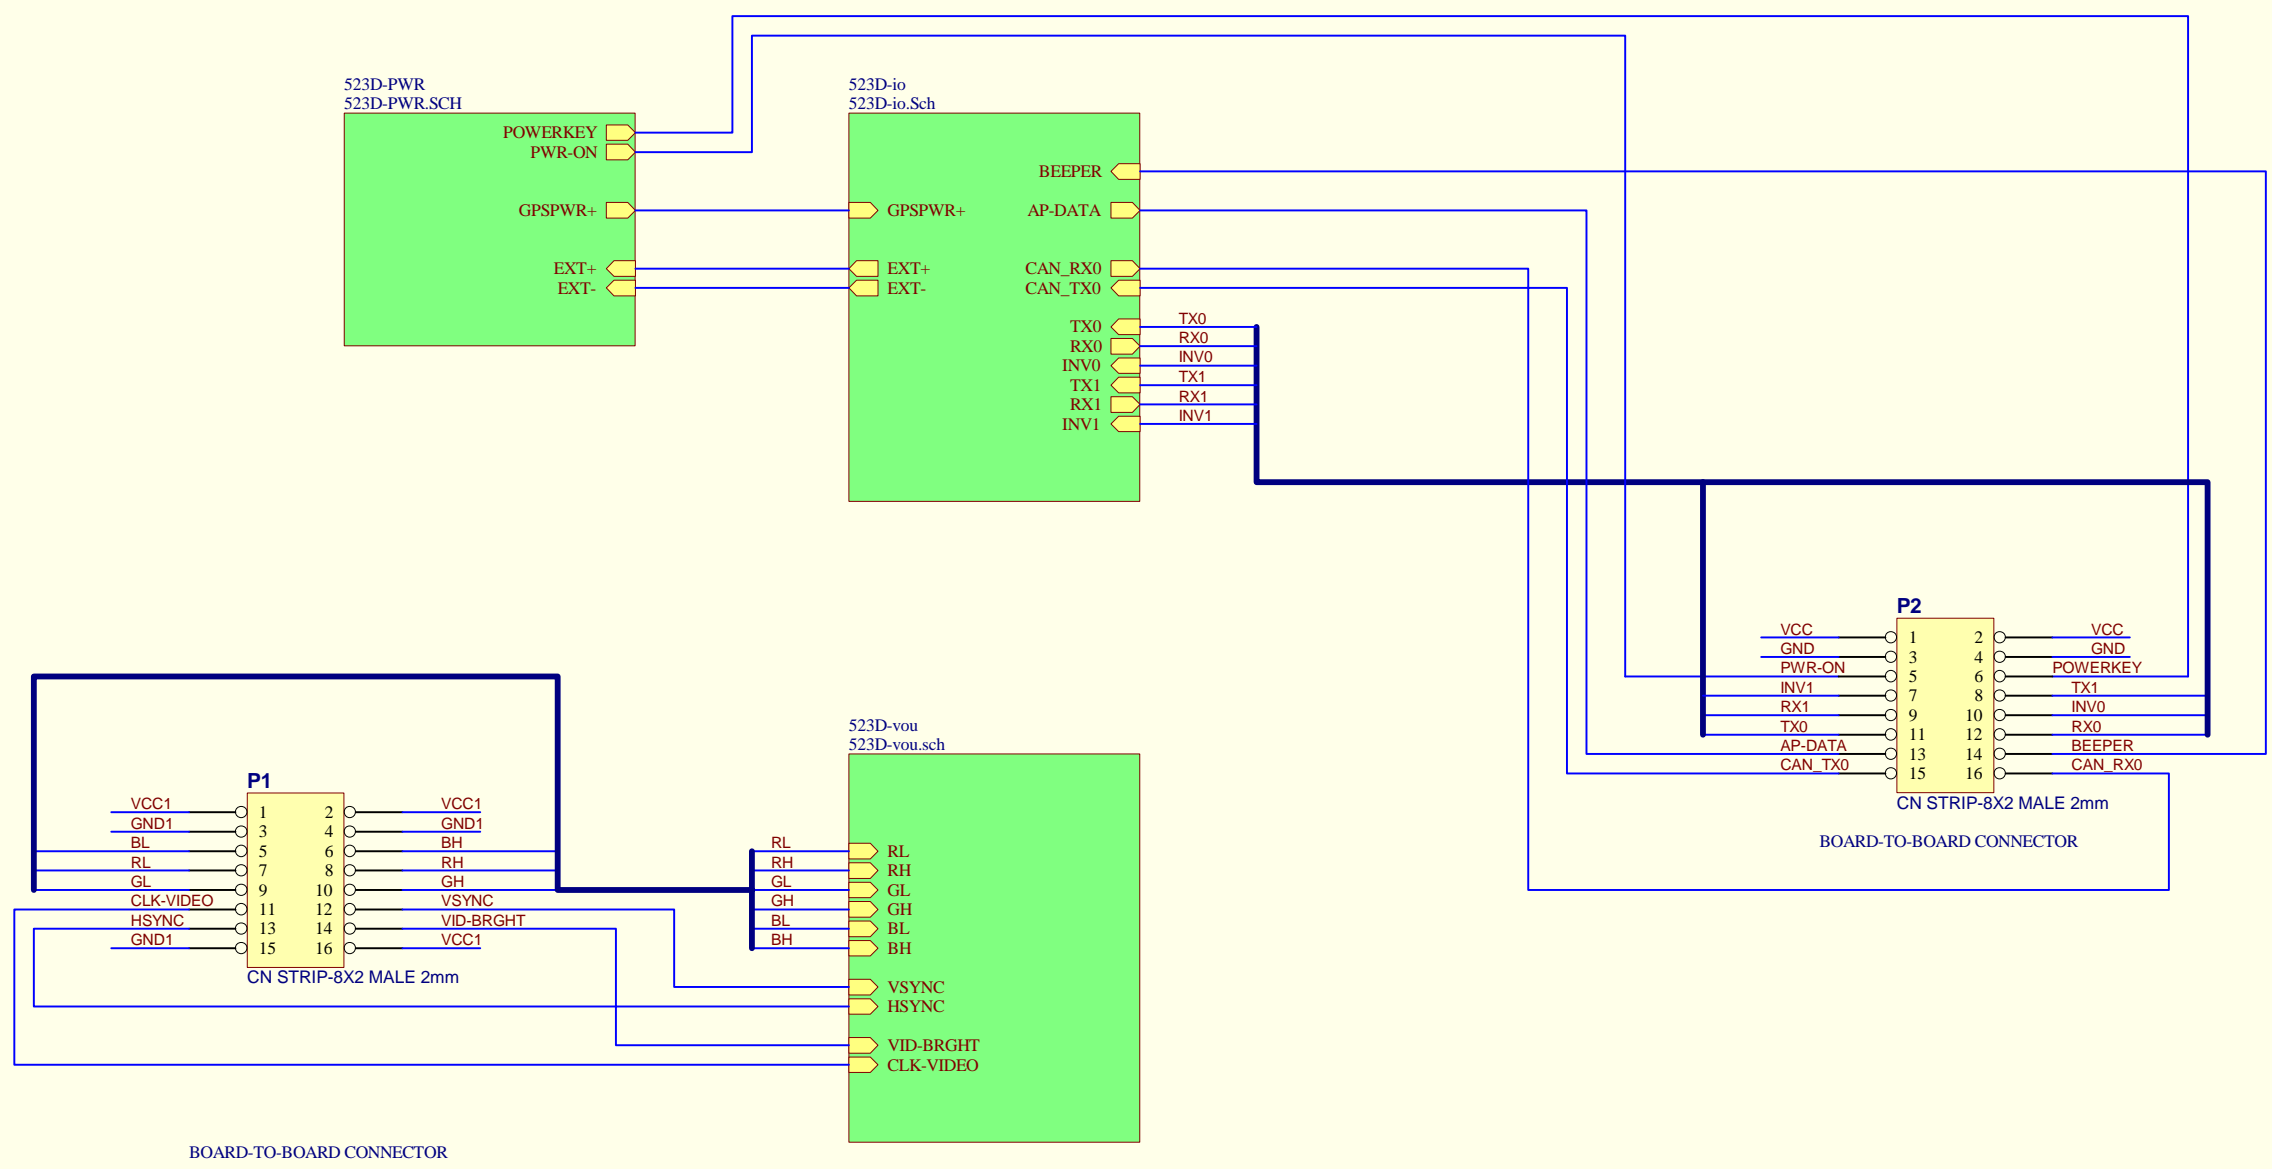 523D-PWR
523D-PWR.SCH
POWERKEY
PWR-ON
GPSPWR+
EXT+
EXT-
523D-io
523D-io.Sch
BEEPER
GPSPWR+ AP-DATA
EXT+ CAN_RX0
EXT- CAN_TX0
TX0 TX0
RX0 RX0
INV0 INV0
TX1 TX1
RX1 RX1
INV1 INV1
P2
VCC 1 2 VCC
GND 3 4 GND
PWR-ON 5 6 POWERKEY
INV1 7 8 TX1
RX1 9 10 INV0
TX0 11 12 RX0
AP-DATA 13 14 BEEPER
CAN_TX0 15 16 CAN_RX0
CN STRIP-8X2 MALE 2mm
BOARD-TO-BOARD CONNECTOR
P1
VCC1 1 2 VCC1
GND1 3 4 GND1
BL 5 6 BH
RL 7 8 RH
GL 9 10 GH
CLK-VIDEO 11 12 VSYNC
HSYNC 13 14 VID-BRGHT
GND1 15 16 VCC1
CN STRIP-8X2 MALE 2mm
BOARD-TO-BOARD CONNECTOR
523D-vou
523D-vou.sch
RL RL
RH RH
GL GL
GH GH
BL BL
BH BH
VSYNC
HSYNC
VID-BRGHT
CLK-VIDEO